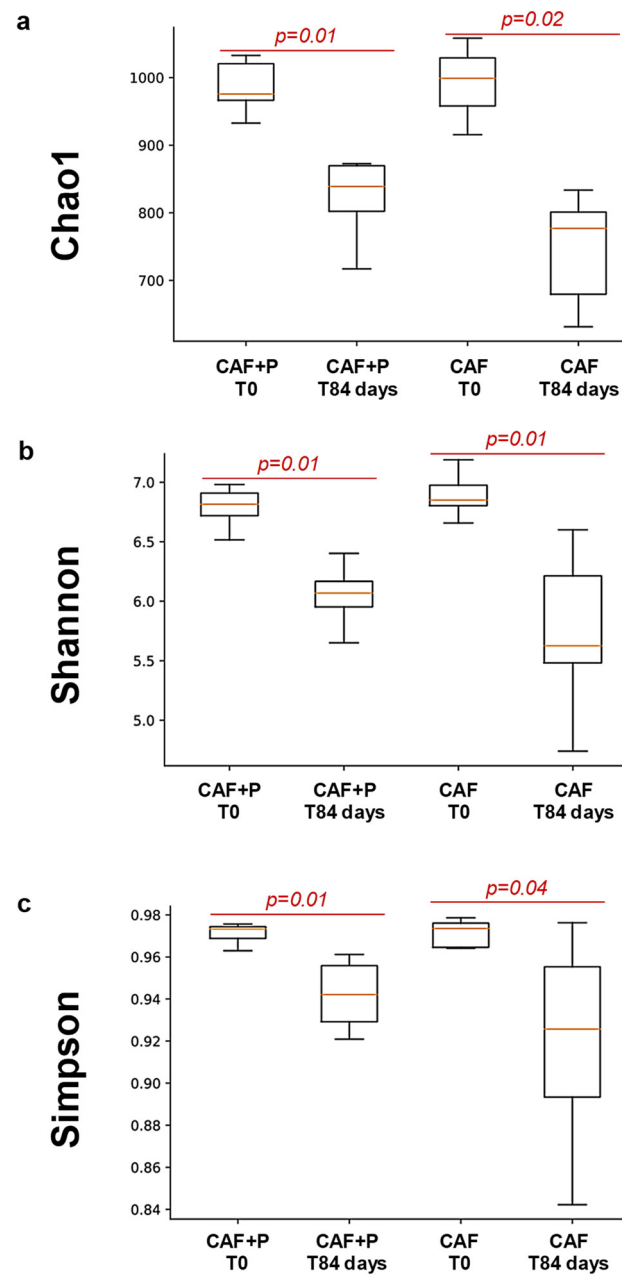 a
p=0.01
p=0.02
Chao1
1000
900
800
700
CAF+P
T0
CAF+P
T84 days
CAF
T0
CAF
T84 days
b
p=0.01
p=0.01
Shannon
7.0
6.5
6.0
5.5
5.0
CAF+P
T0
CAF+P
T84 days
CAF
T0
CAF
T84 days
c
p=0.01
p=0.04
Simpson
0.98
0.96
0.94
0.92
0.90
0.88
0.86
0.84
CAF+P
T0
CAF+P
T84 days
CAF
T0
CAF
T84 days